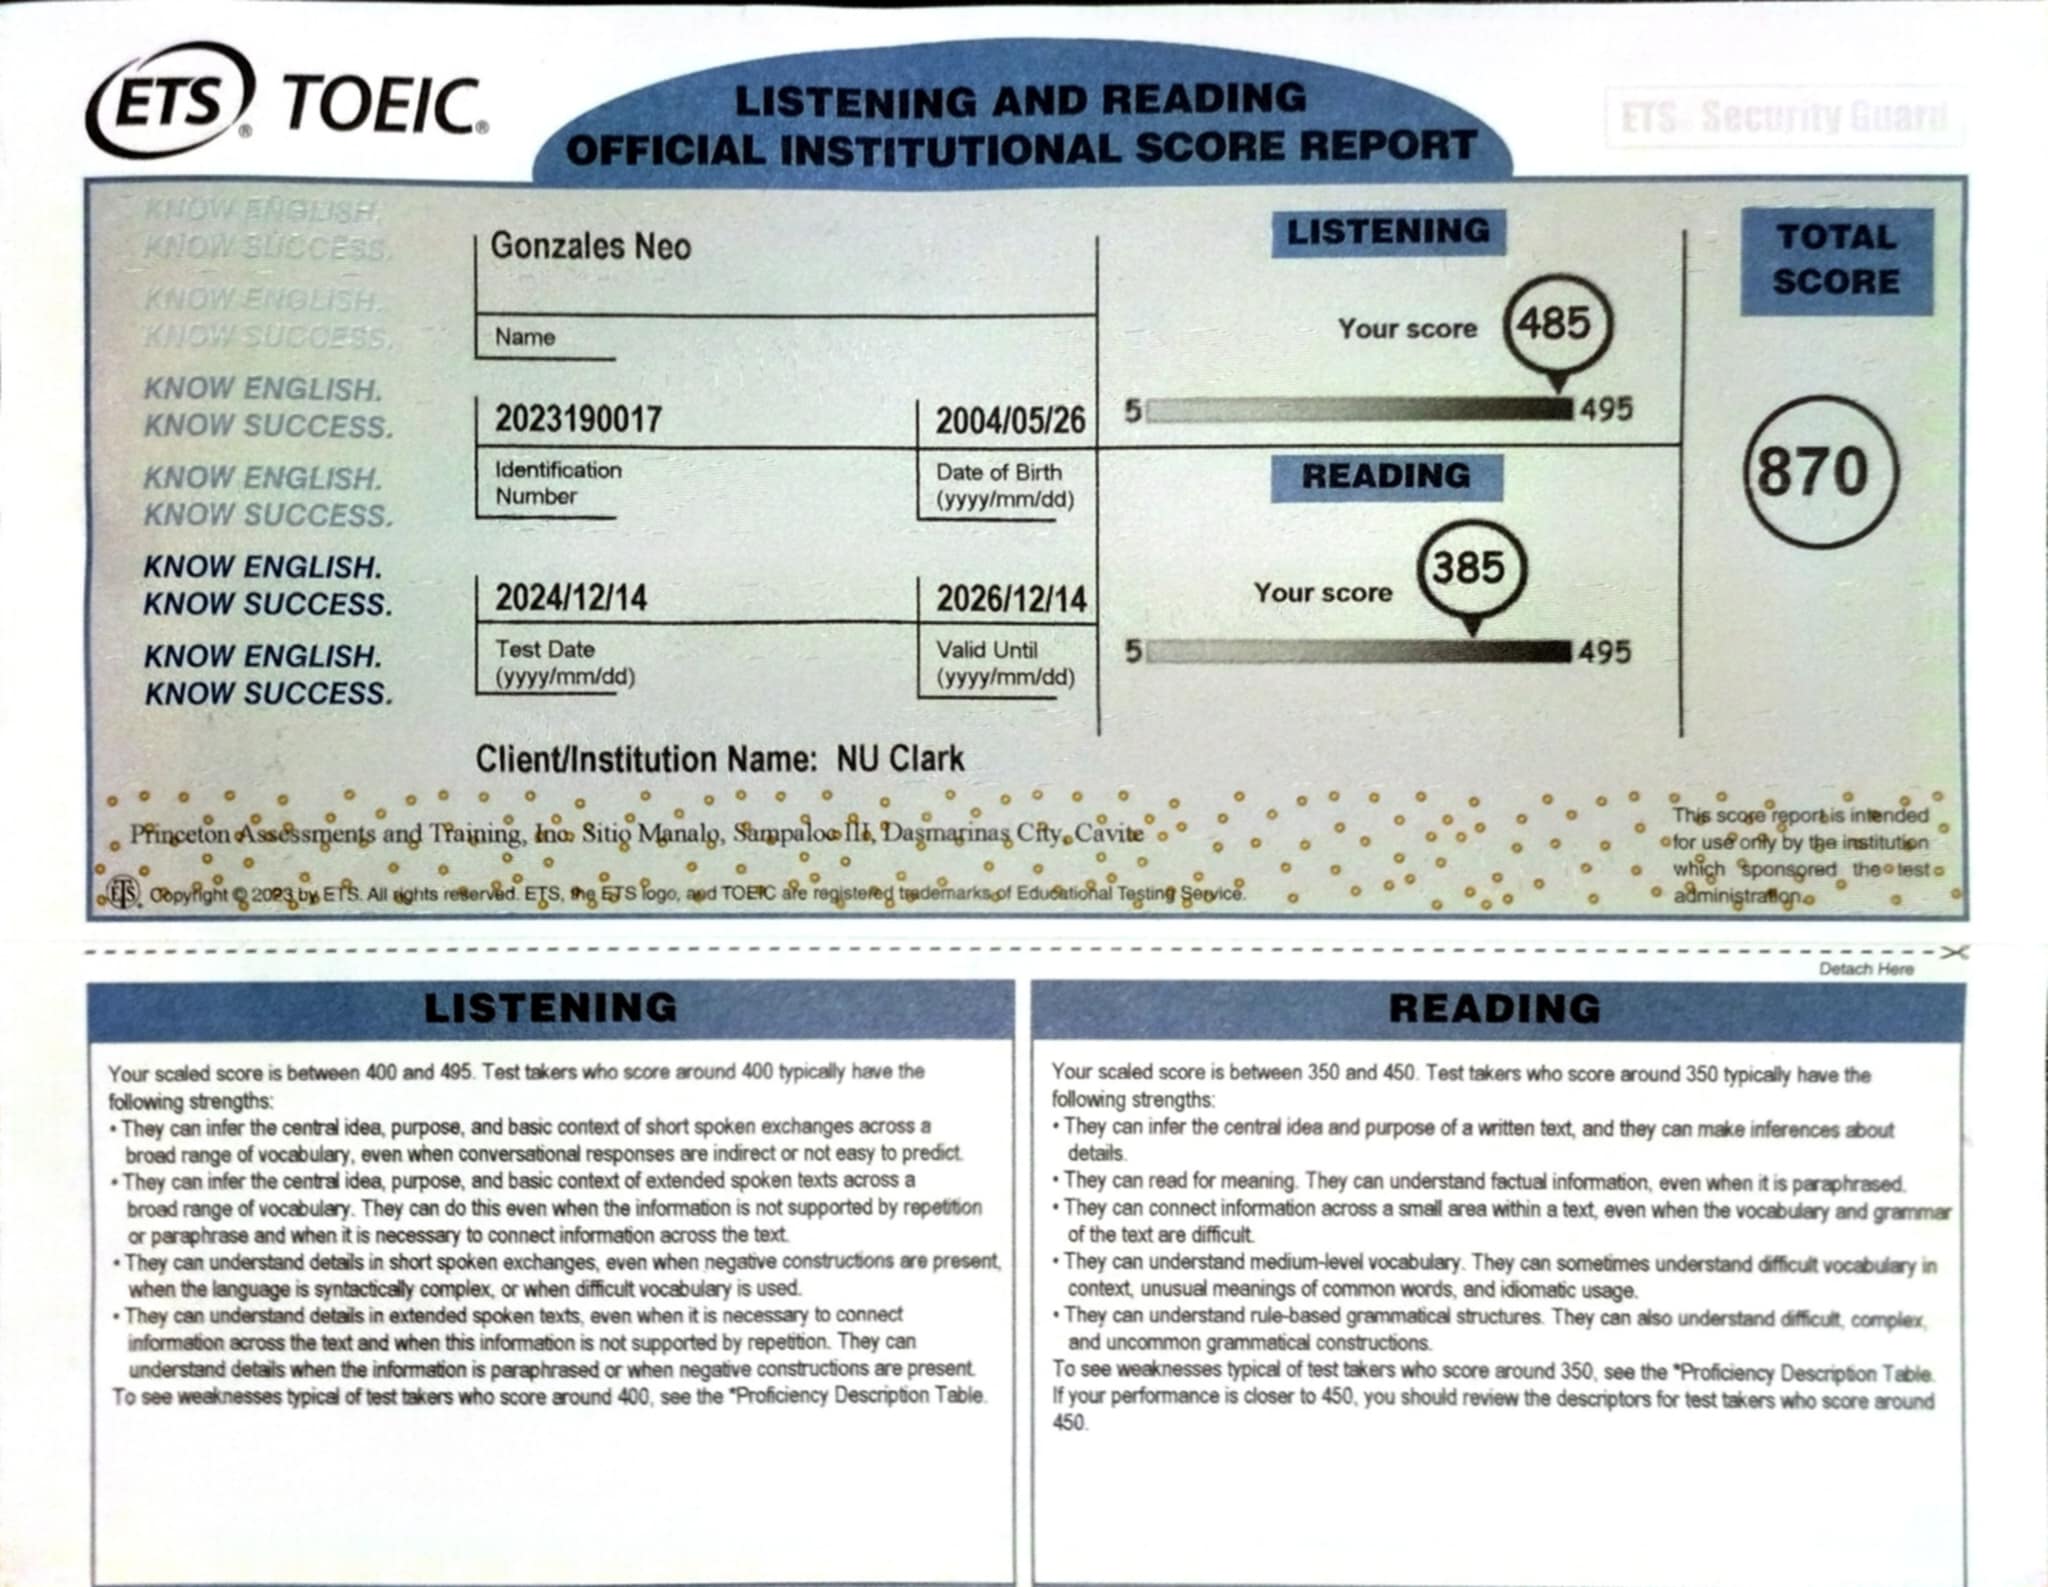 ETS® TOEIC®
LISTENING AND READING
OFFICIAL INSTITUTIONAL SCORE REPORT
ETS® Security Guard
KNOW ENGLISH.
KNOW SUCCESS.
KNOW ENGLISH.
KNOW SUCCESS.
KNOW ENGLISH.
KNOW SUCCESS.
KNOW ENGLISH.
KNOW SUCCESS.
KNOW ENGLISH.
KNOW SUCCESS.
KNOW ENGLISH.
KNOW SUCCESS.
Gonzales Neo
Name
2023190017
Identification
Number
2004/05/26
Date of Birth
(yyyy/mm/dd)
2024/12/14
Test Date
(yyyy/mm/dd)
2026/12/14
Valid Until
(yyyy/mm/dd)
LISTENING
Your score 485
5 495
READING
Your score 385
5 495
TOTAL
SCORE
870
Client/Institution Name: NU Clark
Princeton Assessments and Training, Inc. Sitio Manalo, Sampaloc III, Dasmarinas City, Cavite
ETS® Copyright © 2023 by ETS. All rights reserved. ETS, the ETS logo, and TOEIC are registered trademarks of Educational Testing Service.
This score report is intended
for use only by the institution
which sponsored the test
administration.
Detach Here
LISTENING
Your scaled score is between 400 and 495. Test takers who score around 400 typically have the
following strengths:
• They can infer the central idea, purpose, and basic context of short spoken exchanges across a
broad range of vocabulary, even when conversational responses are indirect or not easy to predict.
• They can infer the central idea, purpose, and basic context of extended spoken texts across a
broad range of vocabulary. They can do this even when the information is not supported by repetition
or paraphrase and when it is necessary to connect information across the text.
• They can understand details in short spoken exchanges, even when negative constructions are present,
when the language is syntactically complex, or when difficult vocabulary is used.
• They can understand details in extended spoken texts, even when it is necessary to connect
information across the text and when this information is not supported by repetition. They can
understand details when the information is paraphrased or when negative constructions are present.
To see weaknesses typical of test takers who score around 400, see the *Proficiency Description Table.
READING
Your scaled score is between 350 and 450. Test takers who score around 350 typically have the
following strengths:
• They can infer the central idea and purpose of a written text, and they can make inferences about
details.
• They can read for meaning. They can understand factual information, even when it is paraphrased.
• They can connect information across a small area within a text, even when the vocabulary and grammar
of the text are difficult.
• They can understand medium-level vocabulary. They can sometimes understand difficult vocabulary in
context, unusual meanings of common words, and idiomatic usage.
• They can understand rule-based grammatical structures. They can also understand difficult, complex,
and uncommon grammatical constructions.
To see weaknesses typical of test takers who score around 350, see the *Proficiency Description Table.
If your performance is closer to 450, you should review the descriptors for test takers who score around
450.